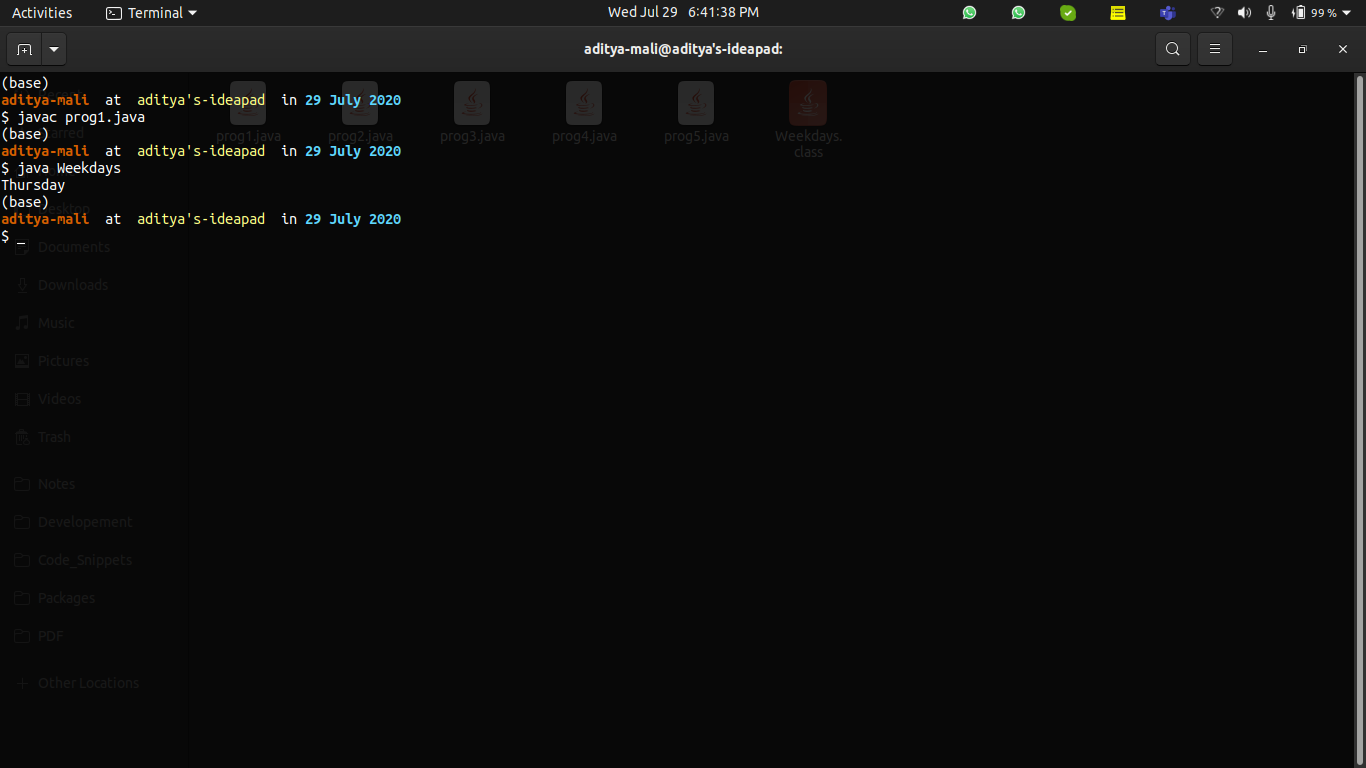 Activities Terminal Wed Jul 29 6:41:38 PM 99 %
aditya-mali@aditya's-ideapad:
(base)
aditya-mali at aditya's-ideapad in 29 July 2020
$ javac prog1.java
(base)
aditya-mali at aditya's-ideapad in 29 July 2020
$ java Weekdays
Thursday
(base)
aditya-mali at aditya's-ideapad in 29 July 2020
$ _
prog1.java prog2.java prog3.java prog4.java prog5.java Weekdays.
class
Desktop
Documents
Downloads
Music
Pictures
Videos
Trash
Notes
Developement
Code_Snippets
Packages
PDF
Other Locations